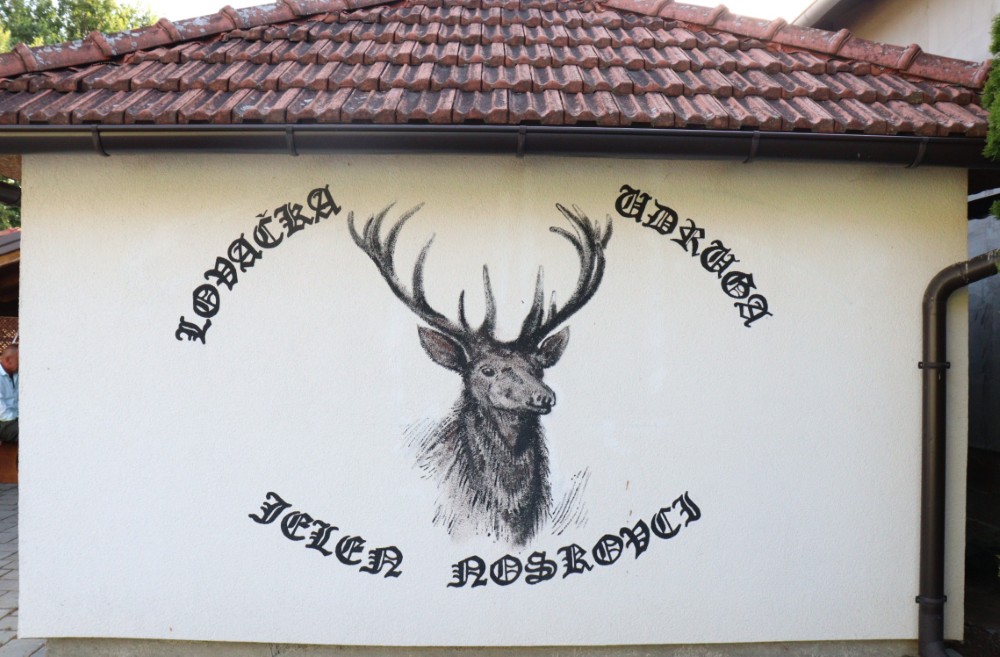 LOVAČKA UDRUGA
JELEN NOSKOVCI